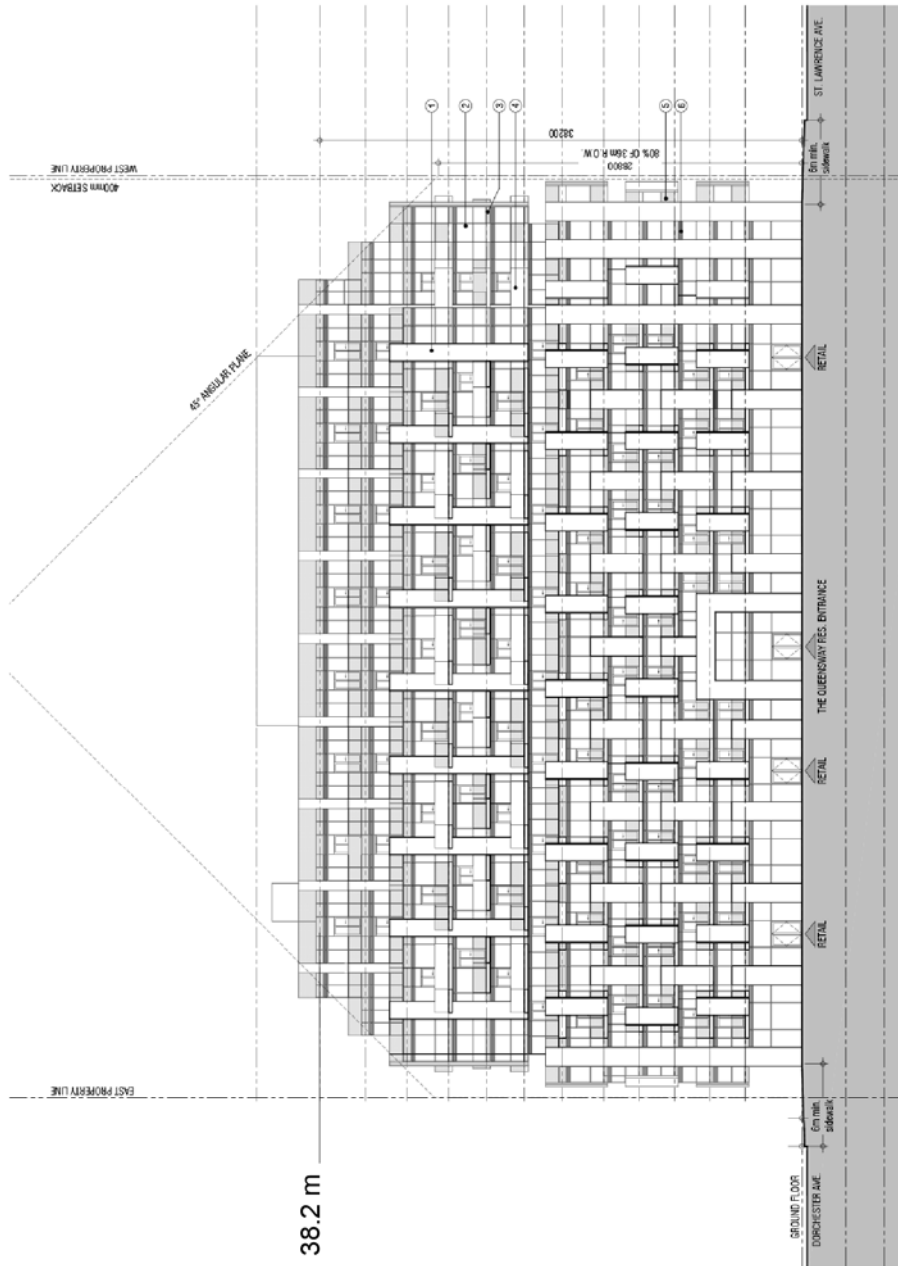 WEST PROPERTY LINE
400mm SETBACK
38200
28800
80% OF 36m R.O.W.
1
2
3
4
5
6
45° ANGULAR PLANE
EAST PROPERTY LINE
38.2 m
6m min.
sidewalk
ST. LAWRENCE AVE.
RETAIL
THE QUEENSWAY RES. ENTRANCE
RETAIL
RETAIL
6m min.
sidewalk
GROUND FLOOR
DORCHESTER AVE.